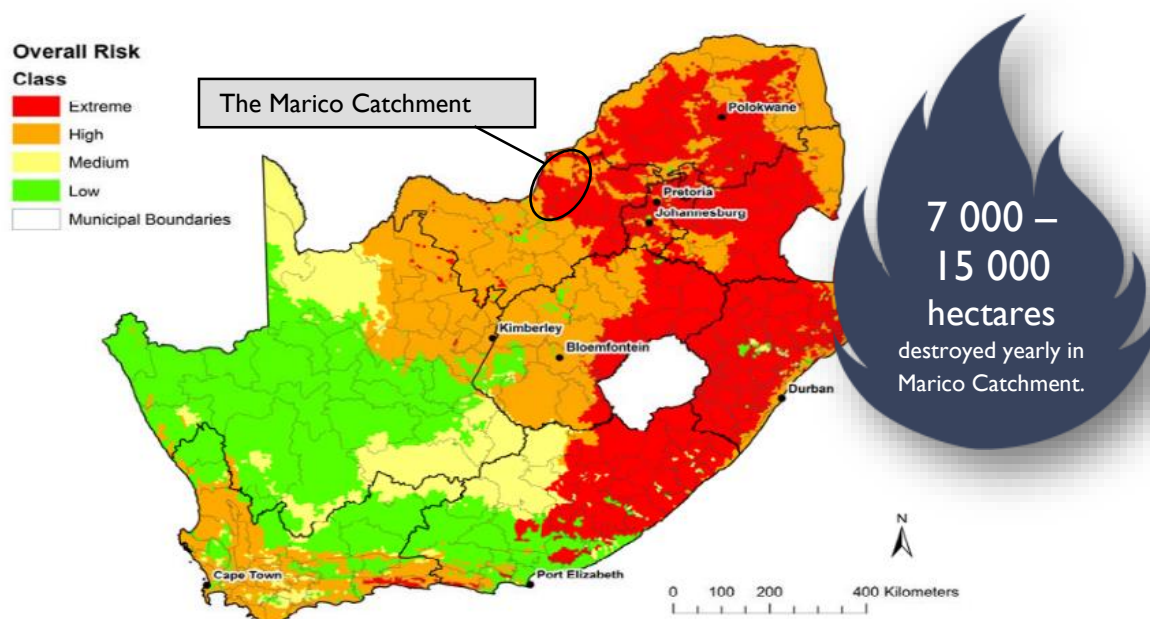 Overall Risk
Class
Extreme
High
Medium
Low
Municipal Boundaries
The Marico Catchment
Polokwane
Pretoria
Johannesburg
Kimberley
Bloemfontein
Durban
Cape Town
Port Elizabeth
7 000 –
15 000
hectares
destroyed yearly in
Marico Catchment.
N
0 100 200 400 Kilometers